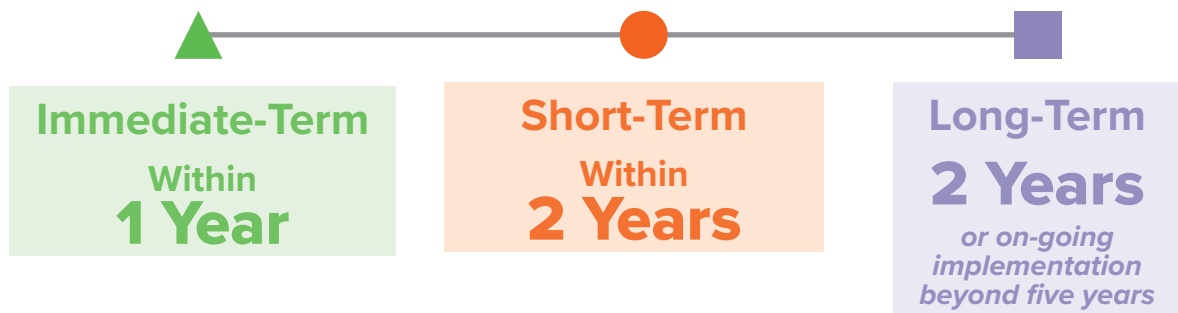 Immediate-Term
Within
1 Year
Short-Term
Within
2 Years
Long-Term
2 Years
or on-going
implementation
beyond five years